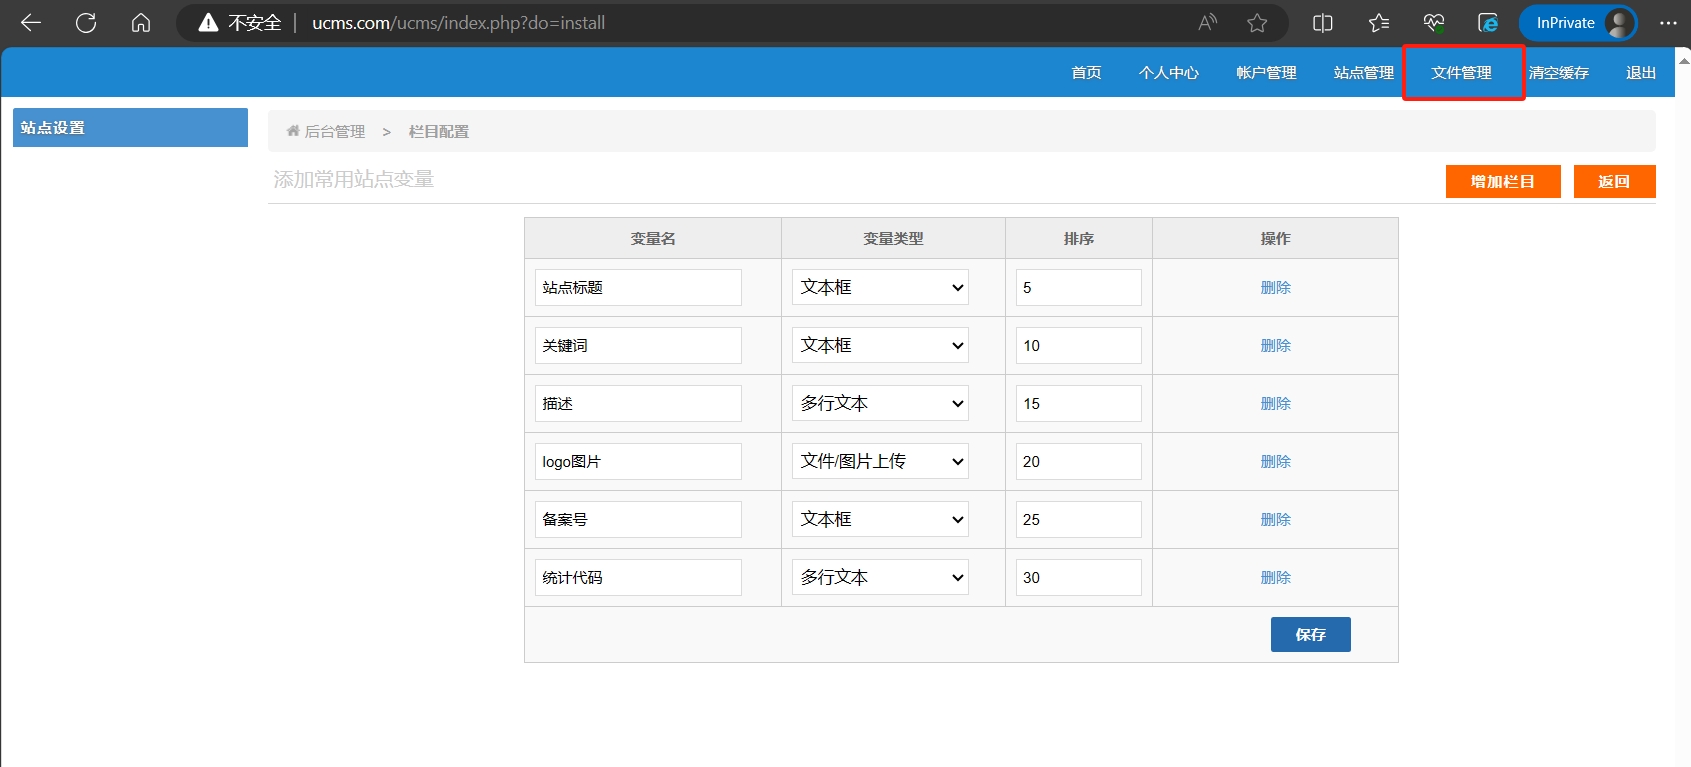 不安全 ucms.com/ucms/index.php?do=install InPrivate
首页 个人中心 帐户管理 站点管理 文件管理 清空缓存 退出
站点设置
后台管理 > 栏目配置
添加常用站点变量 增加栏目 返回
变量名 变量类型 排序 操作
站点标题 文本框 5 删除
关键词 文本框 10 删除
描述 多行文本 15 删除
logo图片 文件/图片上传 20 删除
备案号 文本框 25 删除
统计代码 多行文本 30 删除
保存